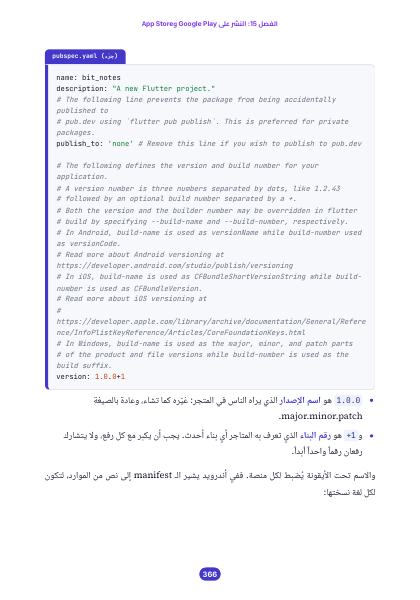 الفصل 15: النشر على Google Play وApp Store
pubspec.yaml (جزء)
name: bit_notes
description: "A new Flutter project."
# The following line prevents the package from being accidentally
published to
# pub.dev using `flutter pub publish`. This is preferred for private
packages.
publish_to: 'none' # Remove this line if you wish to publish to pub.dev
# The following defines the version and build number for your
application.
# A version number is three numbers separated by dots, like 1.2.43
# followed by an optional build number separated by a +.
# Both the version and the builder number may be overridden in flutter
# build by specifying --build-name and --build-number, respectively.
# In Android, build-name is used as versionName while build-number used
as versionCode.
# Read more about Android versioning at
https://developer.android.com/studio/publish/versioning
# In iOS, build-name is used as CFBundleShortVersionString while build-
number is used as CFBundleVersion.
# Read more about iOS versioning at
#
https://developer.apple.com/library/archive/documentation/General/Refere
nce/InfoPlistKeyReference/Articles/CoreFoundationKeys.html
# In Windows, build-name is used as the major, minor, and patch parts
# of the product and file versions while build-number is used as the
build suffix.
version: 1.0.0+1
• 1.0.0 هو اسم الإصدار الذي يراه الناس في المتجر: غيّره كما تشاء، وعادة بالصيغة
major.minor.patch.
• و +1 هو رقم البناء الذي تعرف به المتاجر أي بناء أحدث. يجب أن يكبر مع كل رفع، ولا يتشارك
رفعان رقماً واحداً أبداً.
والاسم تحت الأيقونة يُضبط لكل منصة. ففي أندرويد يشير الـ manifest إلى نص من الموارد، لتكون
لكل لغة نسختها:
366